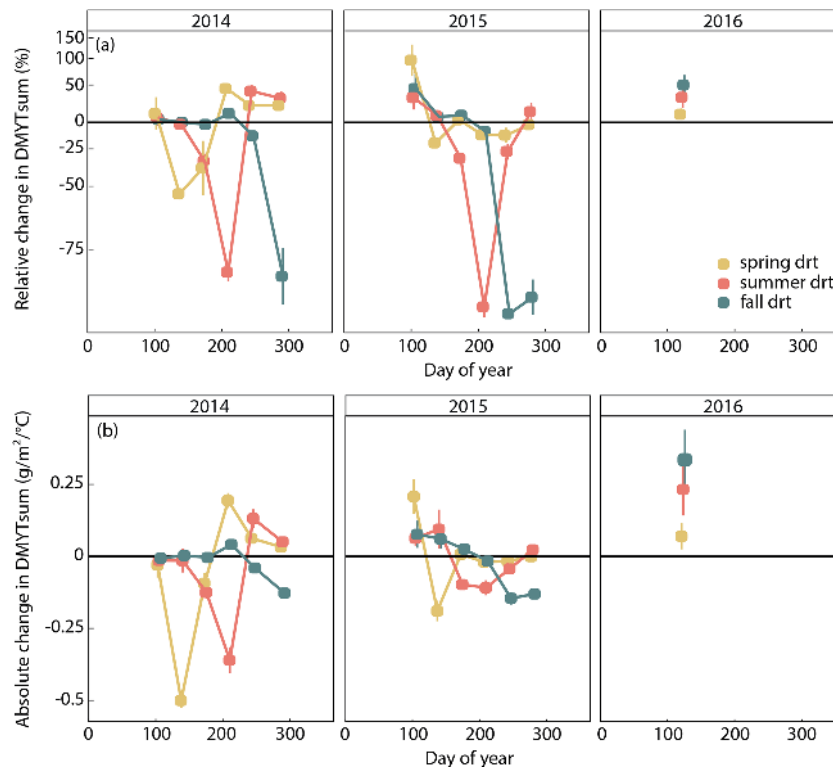 2014
2015
2016
(a)
Relative change in DMYTsum (%)
150
100
50
0
-25
-50
-75
spring drt
summer drt
fall drt
0 100 200 300 0 100 200 300 0 100 200 300
Day of year
Day of year
2014
2015
2016
(b)
Absolute change in DMYTsum (g/m²/°C)
0.25
0
-0.25
-0.5
0 100 200 300 0 100 200 300 0 100 200 300
Day of year